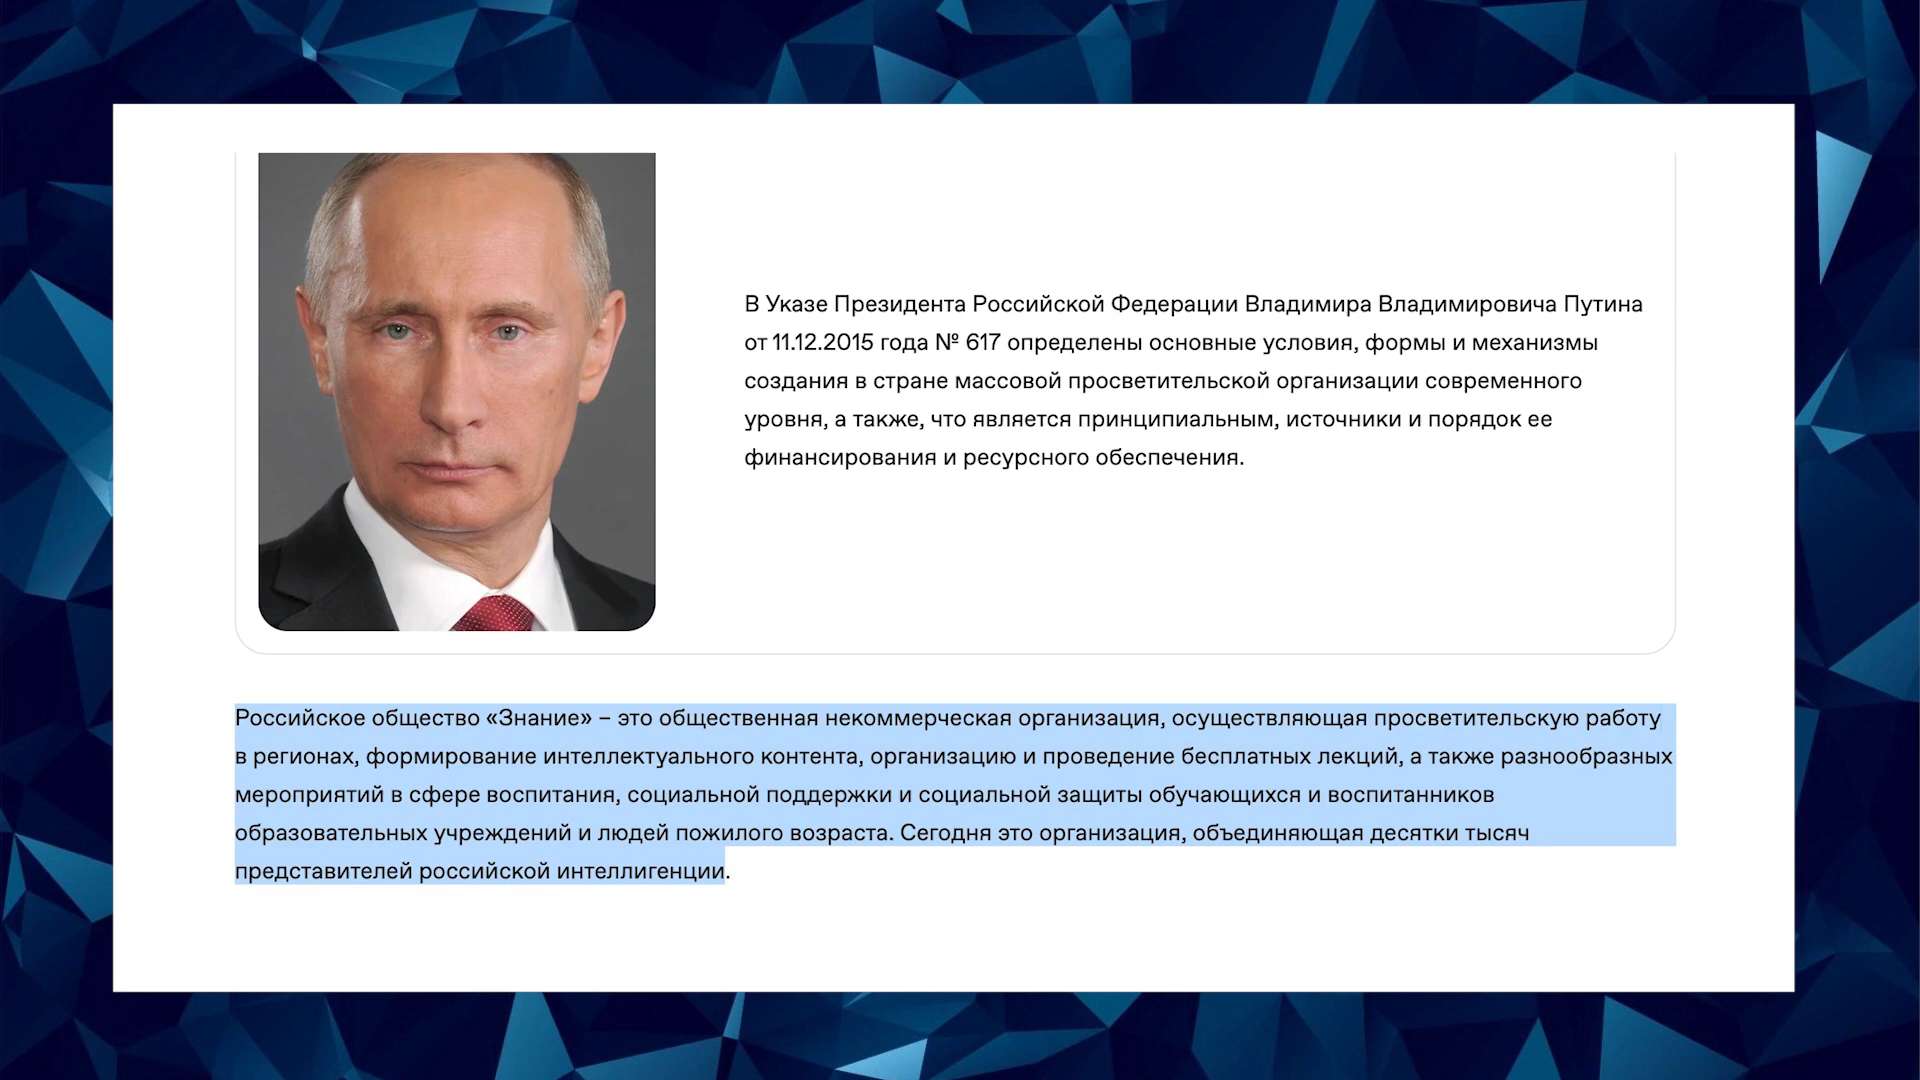 В Указе Президента Российской Федерации Владимира Владимировича Путина
от 11.12.2015 года № 617 определены основные условия, формы и механизмы
создания в стране массовой просветительской организации современного
уровня, а также, что является принципиальным, источники и порядок ее
финансирования и ресурсного обеспечения.
Российское общество «Знание» – это общественная некоммерческая организация, осуществляющая просветительскую работу
в регионах, формирование интеллектуального контента, организацию и проведение бесплатных лекций, а также разнообразных
мероприятий в сфере воспитания, социальной поддержки и социальной защиты обучающихся и воспитанников
образовательных учреждений и людей пожилого возраста. Сегодня это организация, объединяющая десятки тысяч
представителей российской интеллигенции.